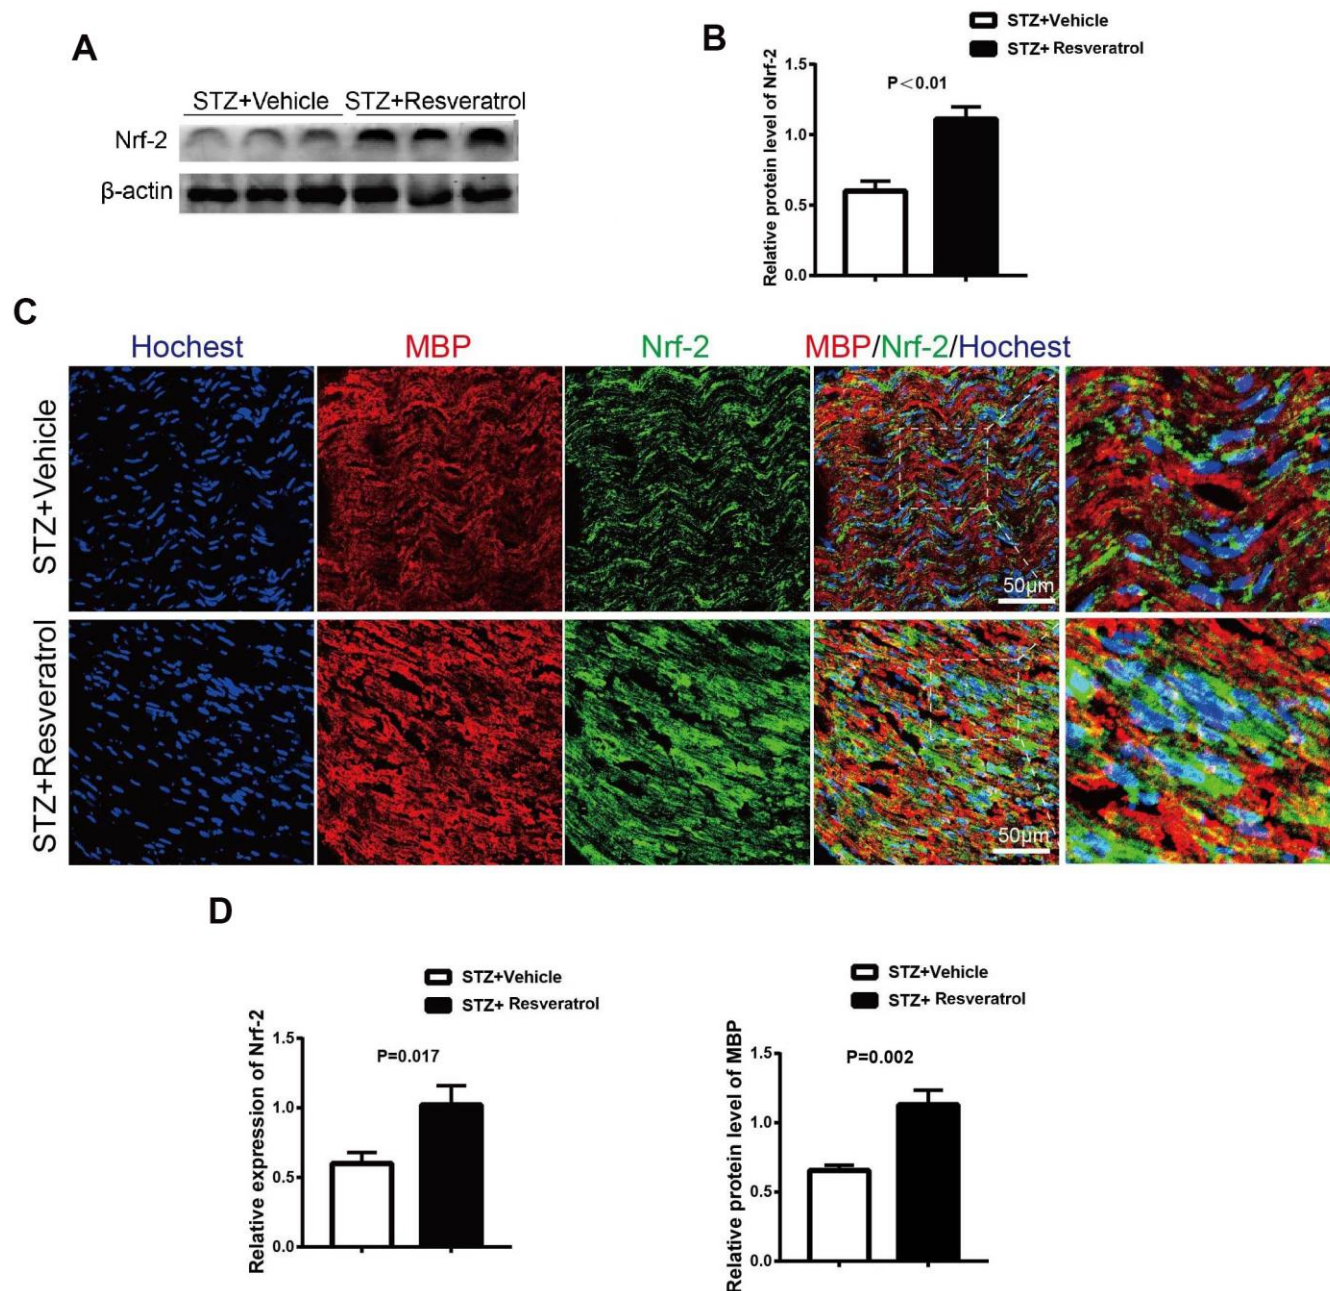 A
STZ+Vehicle STZ+Resveratrol
Nrf-2
β-actin
B
STZ+Vehicle
STZ+ Resveratrol
Relative protein level of Nrf-2
1.5
1.0
0.5
0.0
P<0.01
C
Hochest MBP Nrf-2 MBP/Nrf-2/Hochest
STZ+Vehicle
50μm
STZ+Resveratrol
50μm
D
STZ+Vehicle
STZ+ Resveratrol
Relative expression of Nrf-2
1.5
1.0
0.5
0.0
P=0.017
STZ+Vehicle
STZ+ Resveratrol
Relative protein level of MBP
1.5
1.0
0.5
0.0
P=0.002